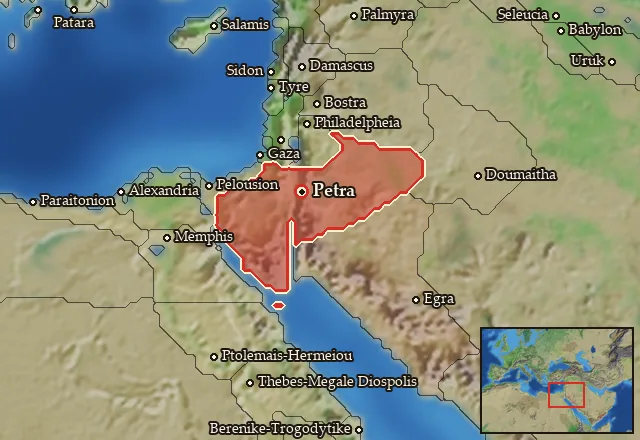 Patara
Salamis
Palmyra
Seleucia
Babylon
Uruk
Sidon
Damascus
Tyre
Bostra
Philadelpheia
Gaza
Doumaitha
Pelousion
Petra
Paraitonion
Alexandria
Memphis
Egra
Ptolemais-Hermeiou
Thebes-Megale Diospolis
Berenike-Trogodytike